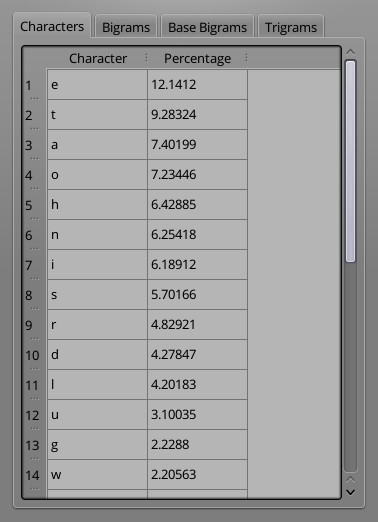 Characters Bigrams Base Bigrams Trigrams
Character Percentage
1 e 12.1412
2 t 9.28324
3 a 7.40199
4 o 7.23446
5 h 6.42885
6 n 6.25418
7 i 6.18912
8 s 5.70166
9 r 4.82921
10 d 4.27847
11 l 4.20183
12 u 3.10035
13 g 2.2288
14 w 2.20563